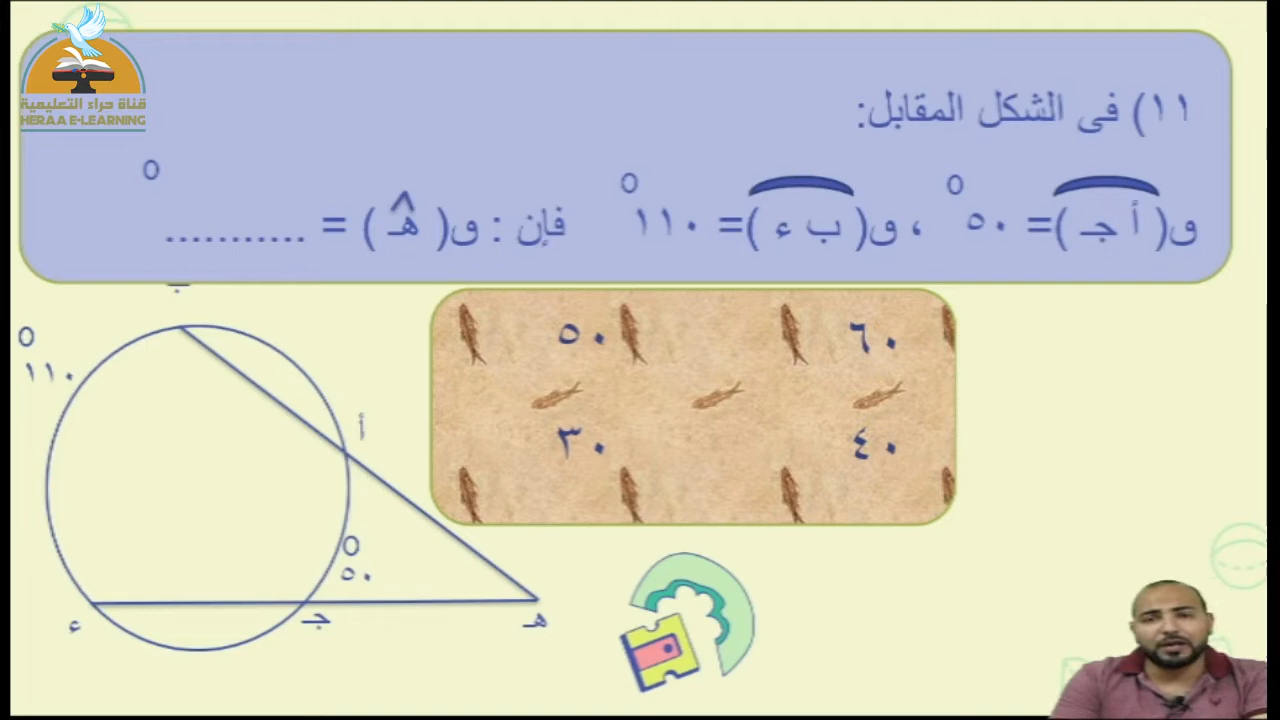 قناة حراء التعليمية
HERAA E-LEARNING
١١) فى الشكل المقابل:
ق( أ جـ )= ٥٠ ° ، ق( ب ء )= ١١٠ ° فإن : ق( هـ^ ) = ........... °
ب
٥٠
٦٠
١١٠ °
أ
٣٠
٤٠
٥٠ °
ء
جـ
هـ